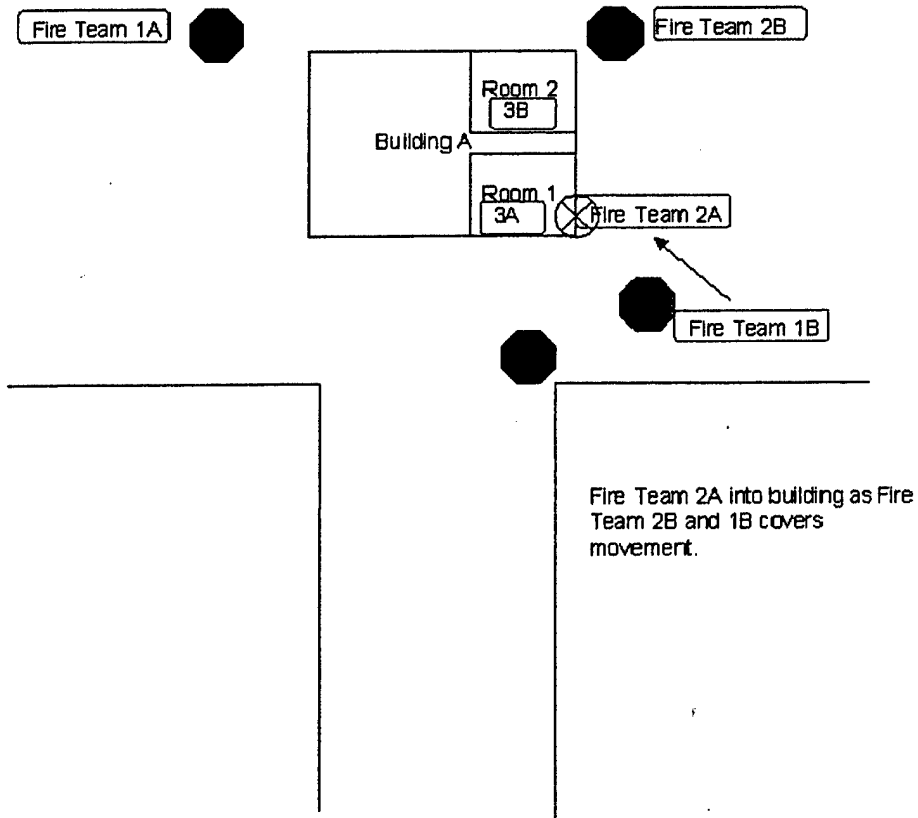 Fire Team 1A
Fire Team 2B
Room 2
3B
Building A
Room 1
3A
Fire Team 2A
Fire Team 1B
Fire Team 2A into building as Fire
Team 2B and 1B covers
movement.